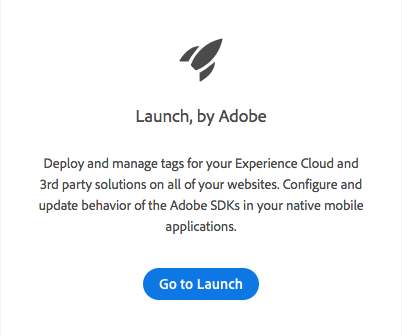 Launch, by Adobe
Deploy and manage tags for your Experience Cloud and
3rd party solutions on all of your websites. Configure and
update behavior of the Adobe SDKs in your native mobile
applications.
Go to Launch